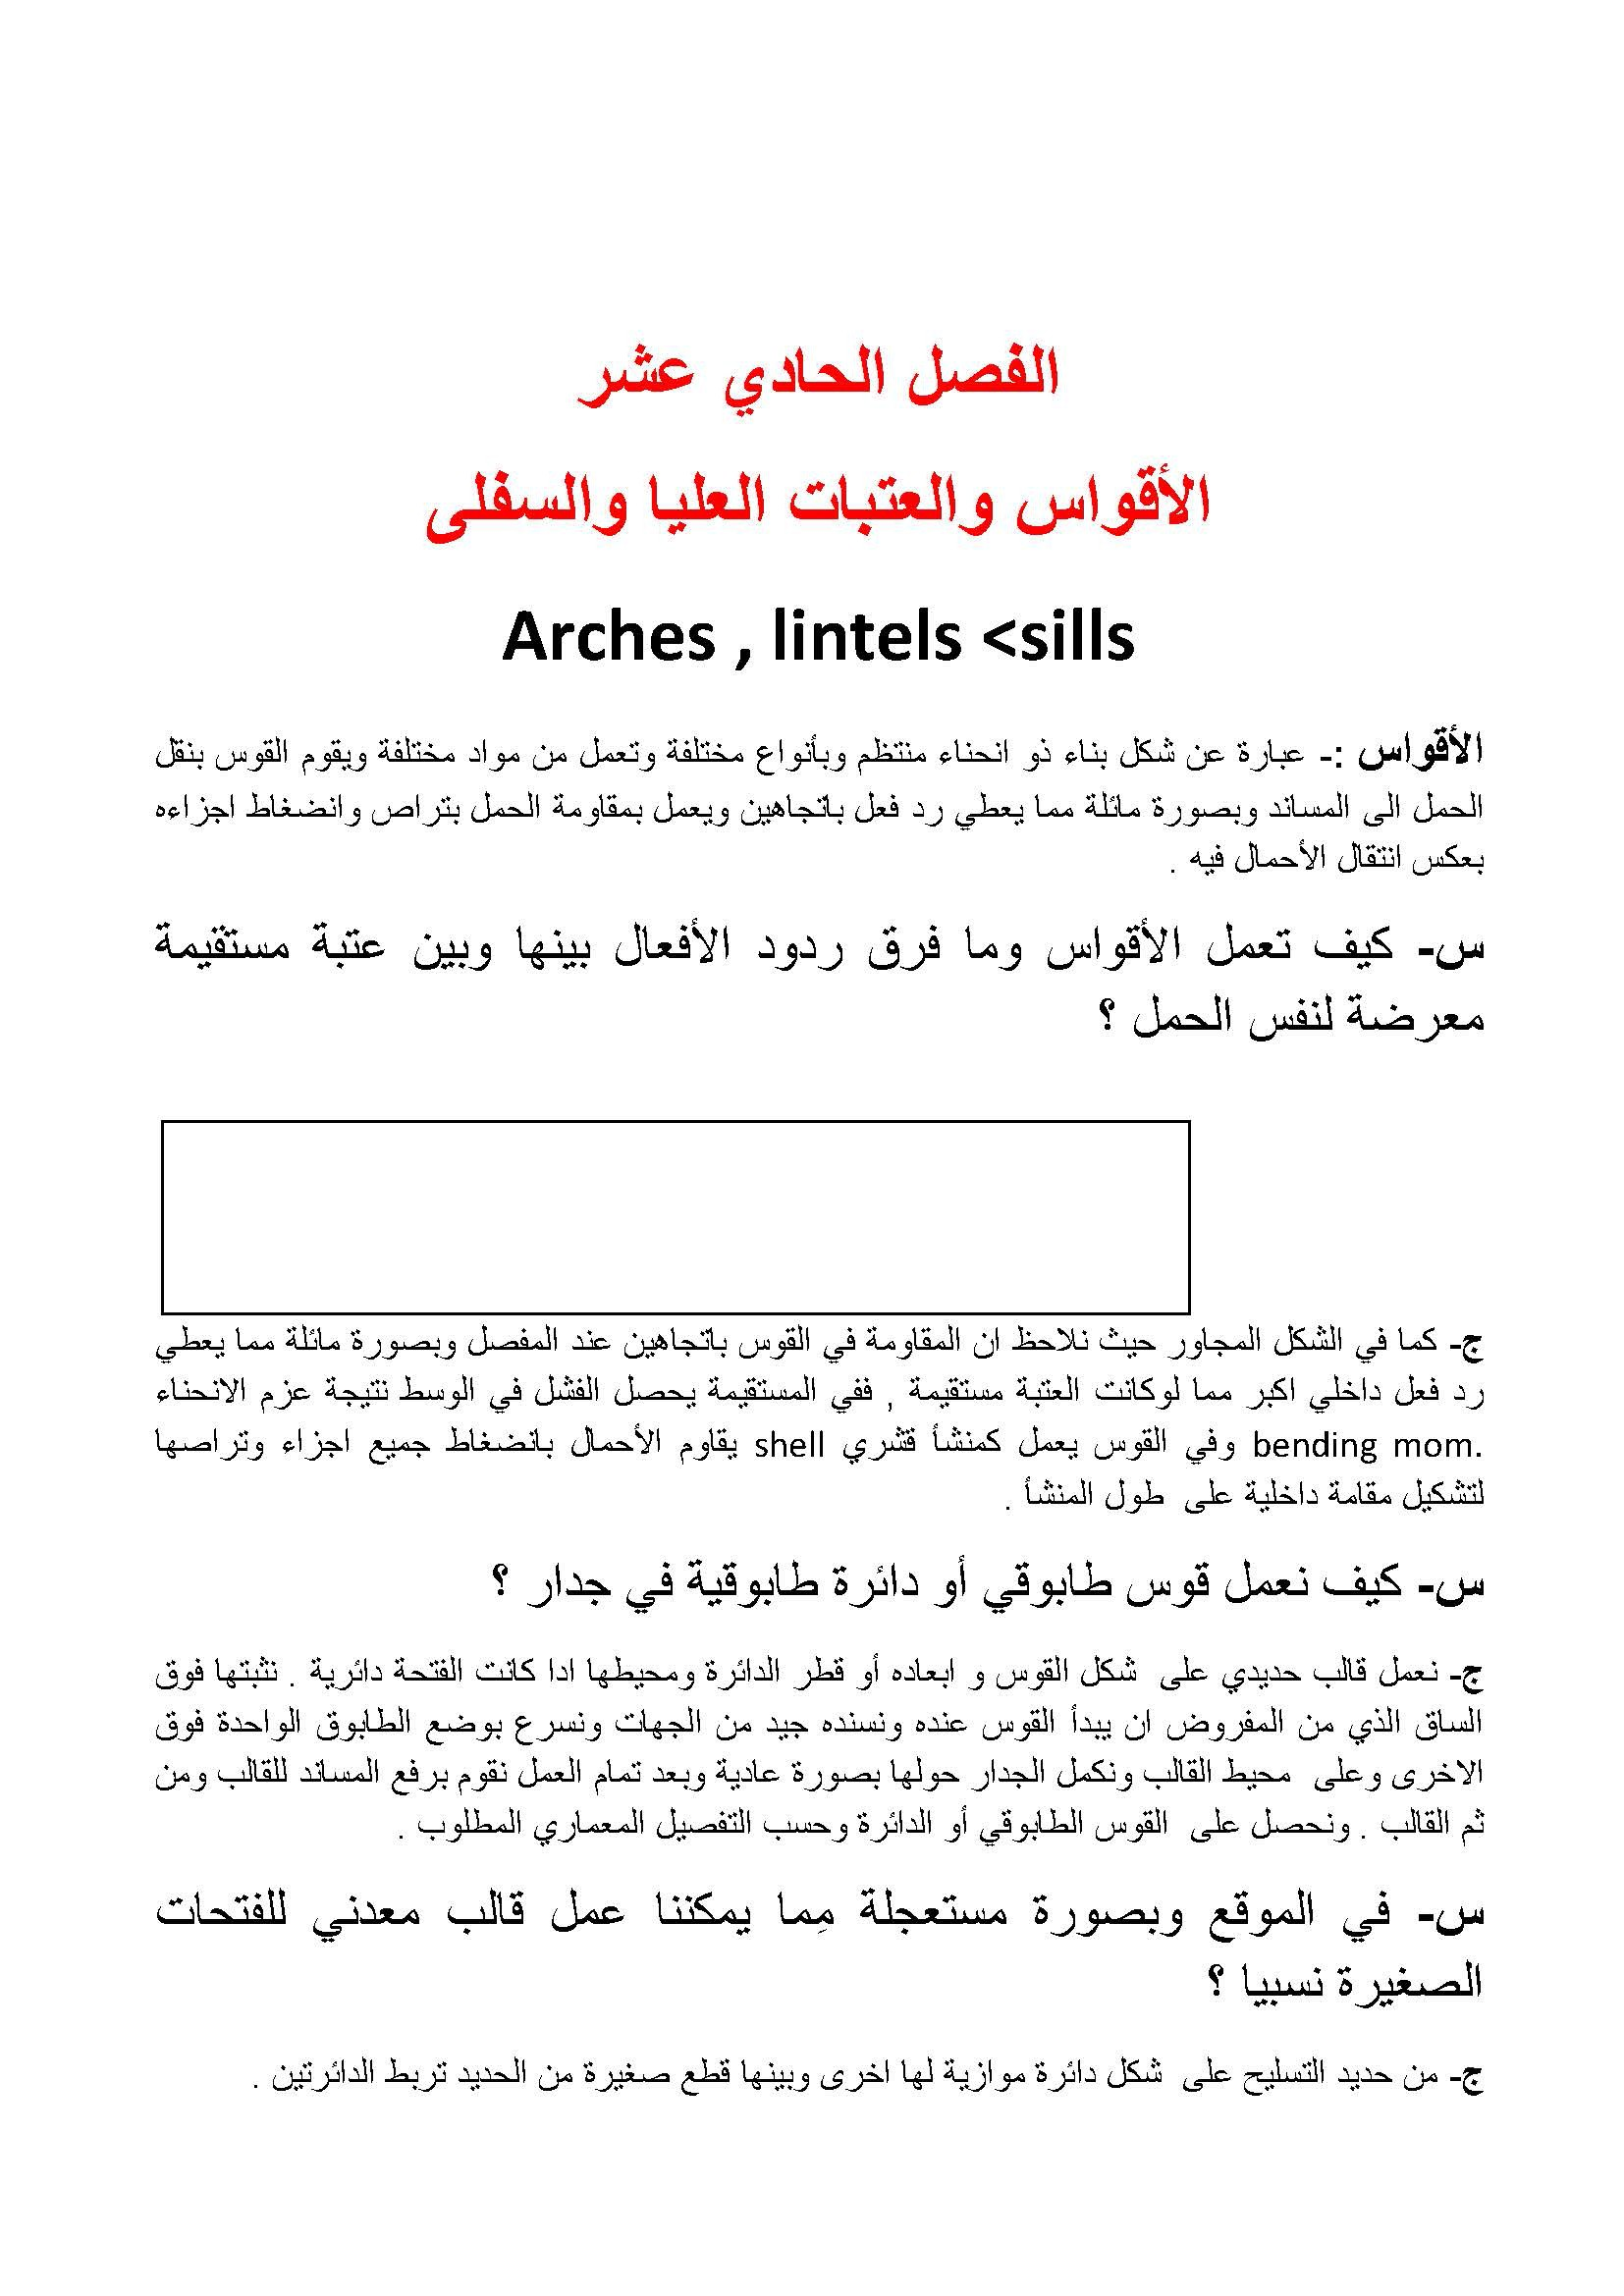 الفصل الحادي عشر
الأقواس والعتبات العليا والسفلى
Arches , lintels <sills
الأقواس :- عبارة عن شكل بناء ذو انحناء منتظم وبأنواع مختلفة وتعمل من مواد مختلفة ويقوم القوس بنقل
الحمل الى المساند وبصورة مائلة مما يعطي رد فعل باتجاهين ويعمل بمقاومة الحمل بتراص وانضغاط اجزاءه
بعكس انتقال الأحمال فيه .
س- كيف تعمل الأقواس وما فرق ردود الأفعال بينها وبين عتبة مستقيمة
معرضة لنفس الحمل ؟
ج- كما في الشكل المجاور حيث نلاحظ ان المقاومة في القوس باتجاهين عند المفصل وبصورة مائلة مما يعطي
رد فعل داخلي اكبر مما لوكانت العتبة مستقيمة , ففي المستقيمة يحصل الفشل في الوسط نتيجة عزم الانحناء
bending mom. وفي القوس يعمل كمنشأ قشري shell يقاوم الأحمال بانضغاط جميع اجزاء وتراصها
لتشكيل مقامة داخلية على طول المنشأ .
س- كيف نعمل قوس طابوقي أو دائرة طابوقية في جدار ؟
ج- نعمل قالب حديدي على شكل القوس و ابعاده أو قطر الدائرة ومحيطها ادا كانت الفتحة دائرية . نثبتها فوق
الساق الذي من المفروض ان يبدأ القوس عنده ونسنده جيد من الجهات ونسرع بوضع الطابوق الواحدة فوق
الاخرى وعلى محيط القالب ونكمل الجدار حولها بصورة عادية وبعد تمام العمل نقوم برفع المساند للقالب ومن
ثم القالب . ونحصل على القوس الطابوقي أو الدائرة وحسب التفصيل المعماري المطلوب .
س- في الموقع وبصورة مستعجلة مِما يمكننا عمل قالب معدني للفتحات
الصغيرة نسبيا ؟
ج- من حديد التسليح على شكل دائرة موازية لها اخرى وبينها قطع صغيرة من الحديد تربط الدائرتين .